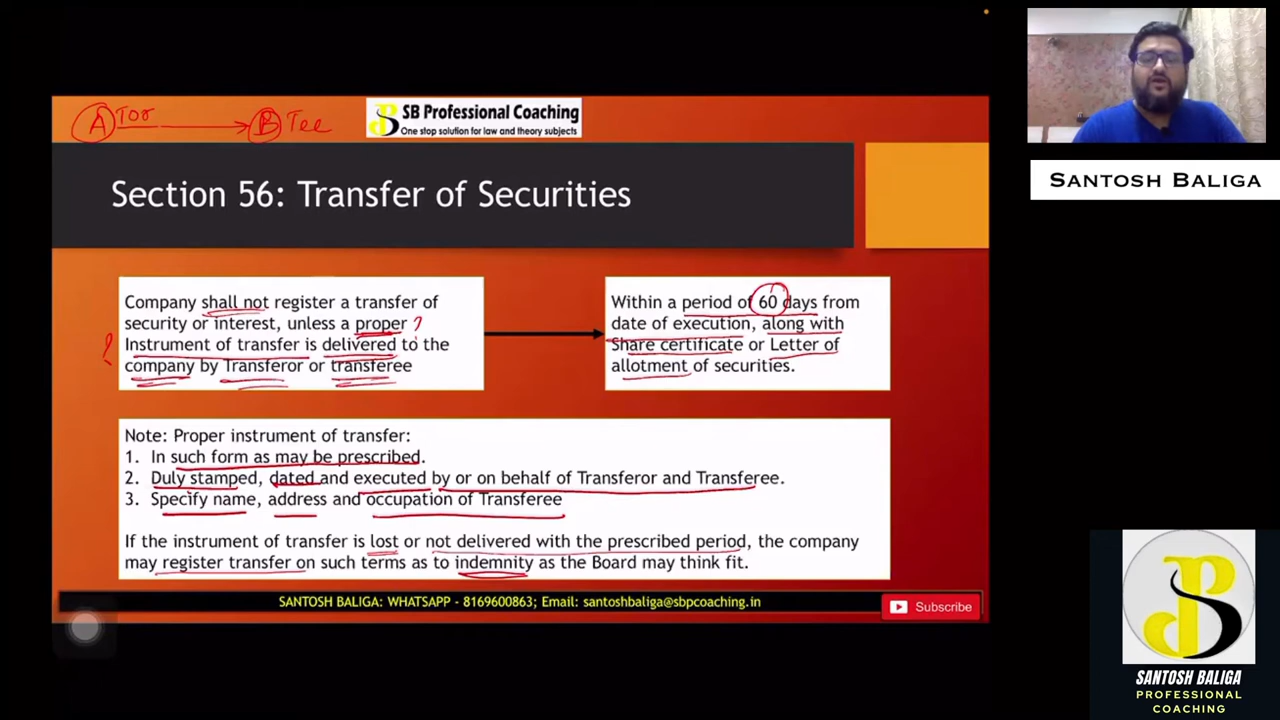 A Tor B Tee
SB Professional Coaching
One stop solution for law and theory subjects
SANTOSH BALIGA
Section 56: Transfer of Securities
Company shall not register a transfer of
security or interest, unless a proper ?
Instrument of transfer is delivered to the
? company by Transferor or transferee
Within a period of 60 days from
date of execution, along with
Share certificate or Letter of
allotment of securities.
Note: Proper instrument of transfer:
1. In such form as may be prescribed.
2. Duly stamped, dated and executed by or on behalf of Transferor and Transferee.
3. Specify name, address and occupation of Transferee
If the instrument of transfer is lost or not delivered with the prescribed period, the company
may register transfer on such terms as to indemnity as the Board may think fit.
SANTOSH BALIGA: WHATSAPP - 8169600863; Email: santoshbaliga@sbpcoaching.in
Subscribe
SANTOSH BALIGA
PROFESSIONAL
COACHING